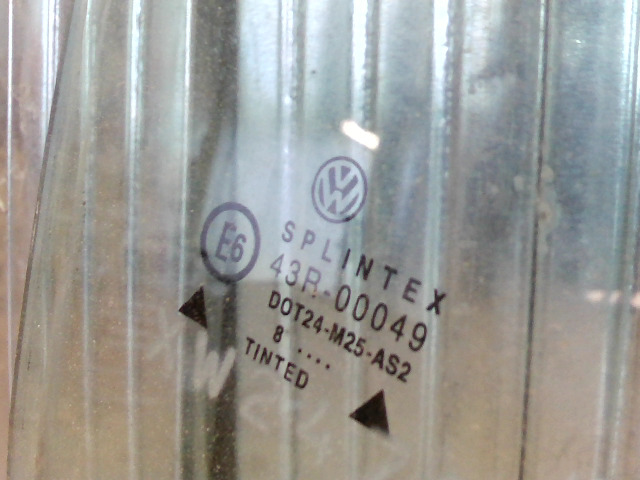 VW
E6
SPLINTEX
43R-00049
DOT24-M25-AS2
8 ....
TINTED